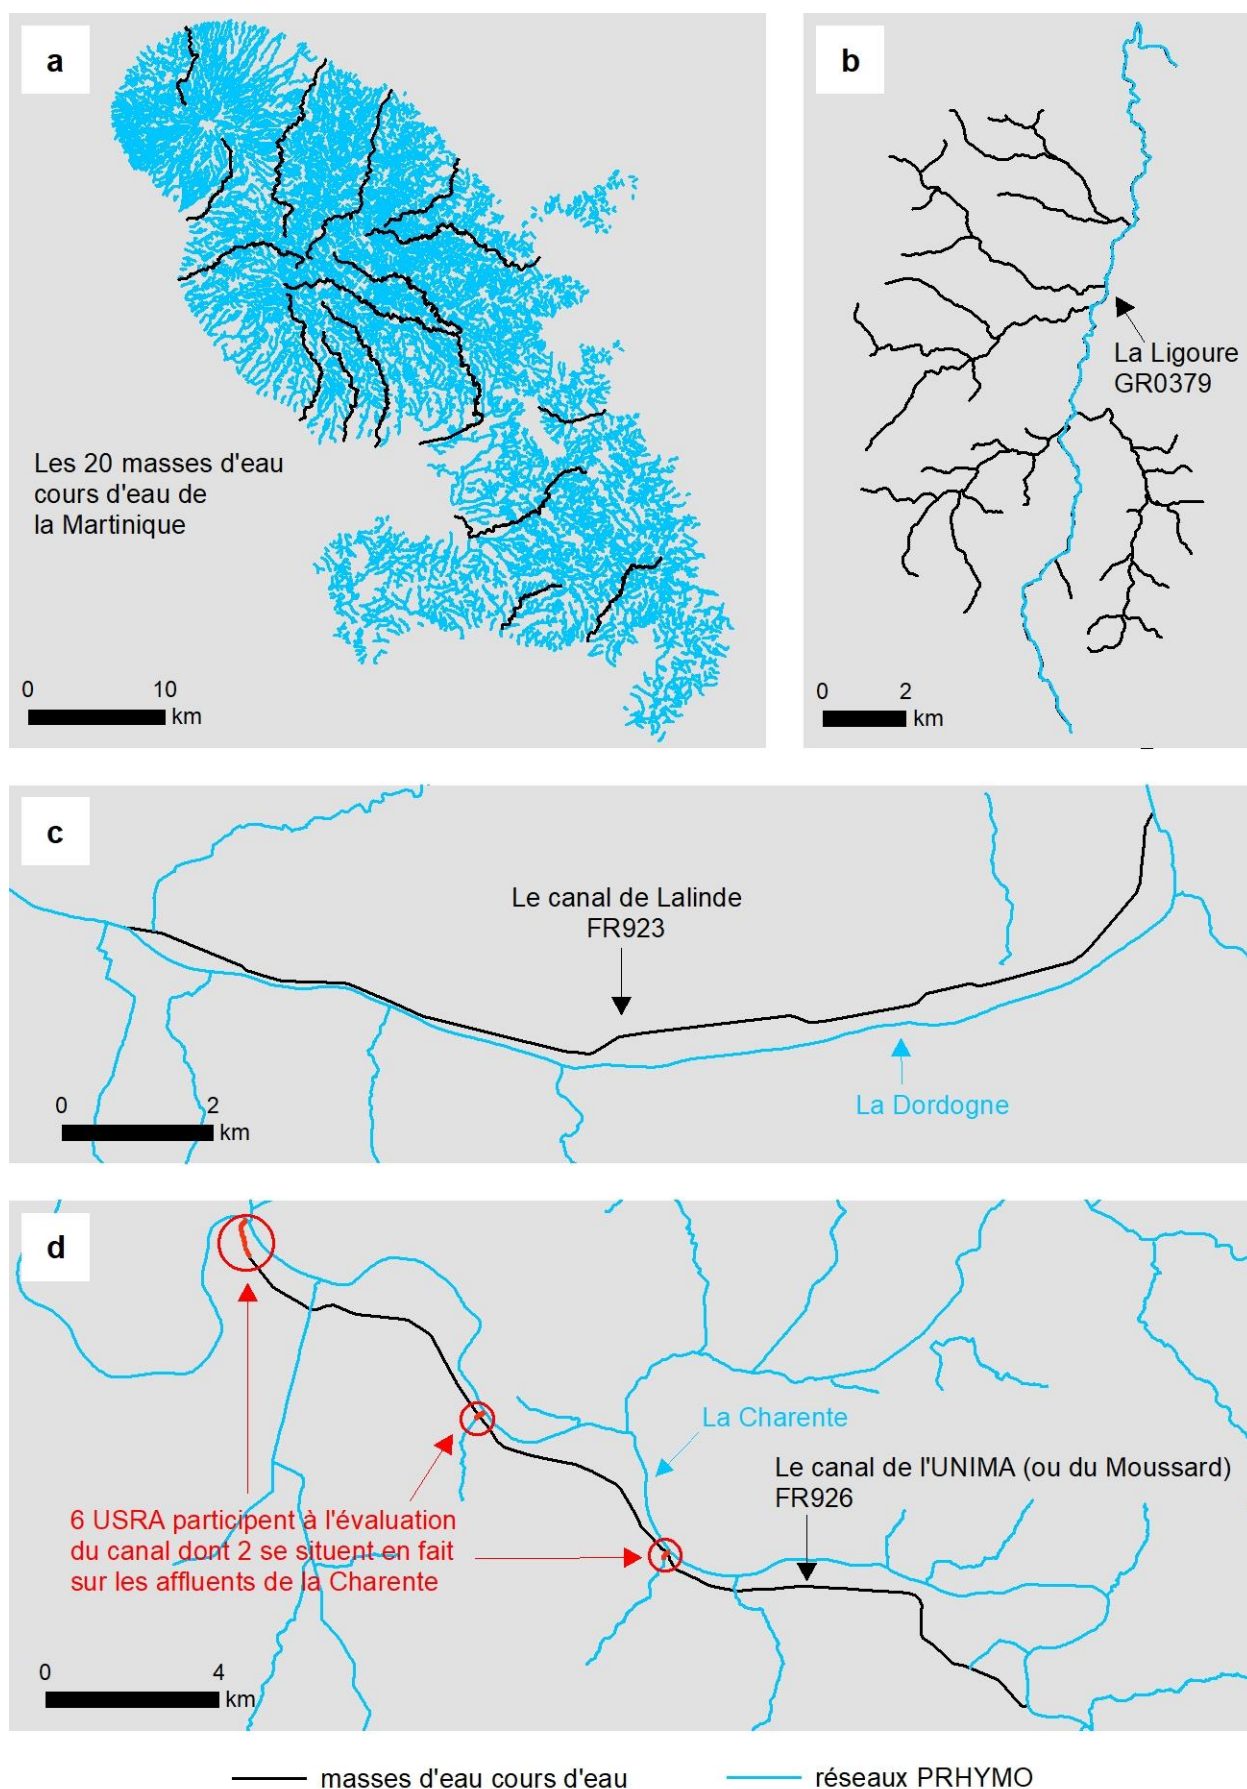 a
Les 20 masses d'eau
cours d'eau de
la Martinique
0 10
km
b
La Ligoure
GR0379
0 2
km
c
Le canal de Lalinde
FR923
La Dordogne
0 2
km
d
La Charente
Le canal de l'UNIMA (ou du Moussard)
FR926
6 USRA participent à l'évaluation
du canal dont 2 se situent en fait
sur les affluents de la Charente
0 4
km
masses d'eau cours d'eau
réseaux PRHYMO